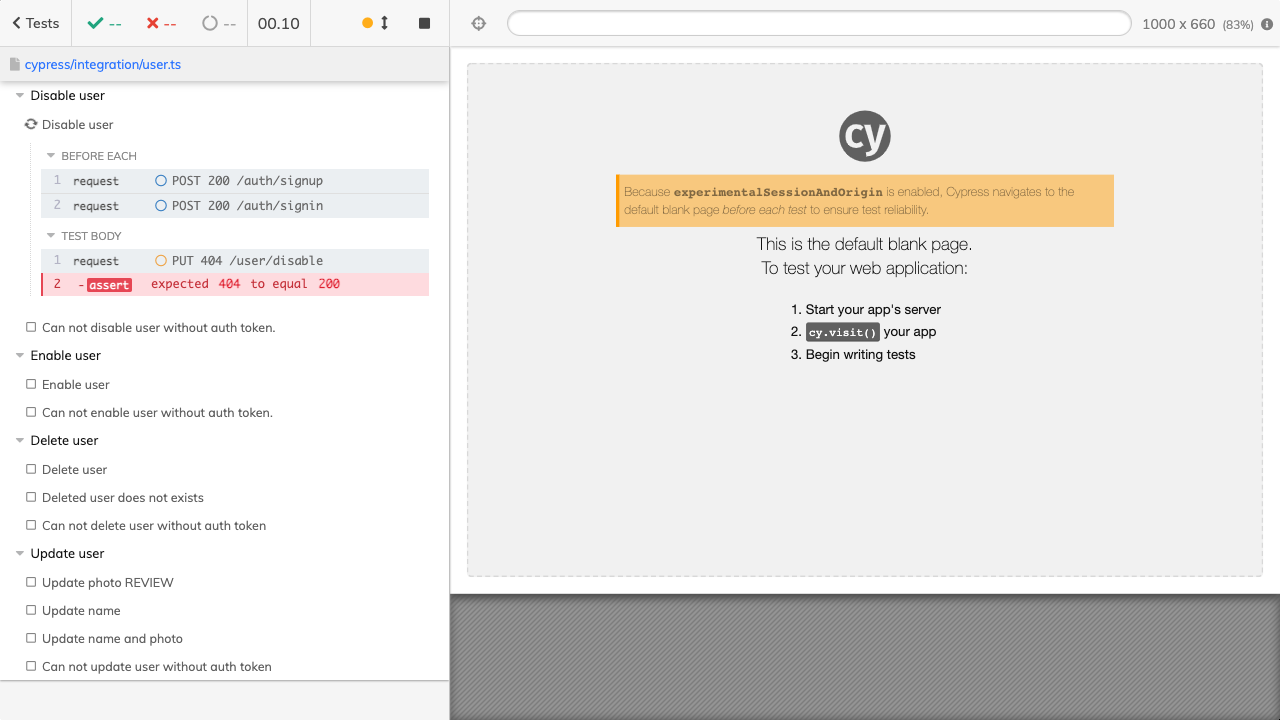 Tests
--
--
--
00.10
1000 x 660 (83%)
cypress/integration/user.ts
Disable user
Disable user
BEFORE EACH
1 request POST 200 /auth/signup
2 request POST 200 /auth/signin
TEST BODY
1 request PUT 404 /user/disable
2 -assert expected 404 to equal 200
Can not disable user without auth token.
Enable user
Enable user
Can not enable user without auth token.
Delete user
Delete user
Deleted user does not exists
Can not delete user without auth token
Update user
Update photo REVIEW
Update name
Update name and photo
Can not update user without auth token
cy
Because experimentalSessionAndOrigin is enabled, Cypress navigates to the
default blank page before each test to ensure test reliability.
This is the default blank page.
To test your web application:
1. Start your app's server
2. cy.visit() your app
3. Begin writing tests